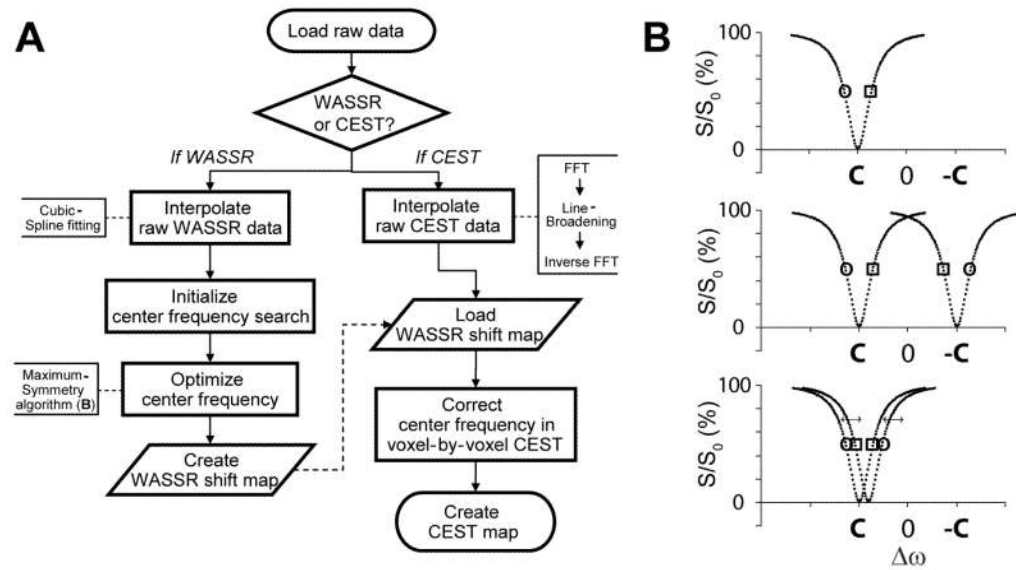 A
Load raw data
WASSR
or CEST?
If WASSR
If CEST
Cubic-
Spline fitting
Interpolate
raw WASSR data
Interpolate
raw CEST data
FFT
Line-
Broadening
Inverse FFT
Initialize
center frequency search
Load
WASSR shift map
Maximum-
Symmetry
algorithm (B)
Optimize
center frequency
Correct
center frequency in
voxel-by-voxel CEST
Create
WASSR shift map
Create
CEST map
B
100
S/S0 (%)
0
C 0 -C
100
S/S0 (%)
0
C 0 -C
100
S/S0 (%)
0
C 0 -C
Δω